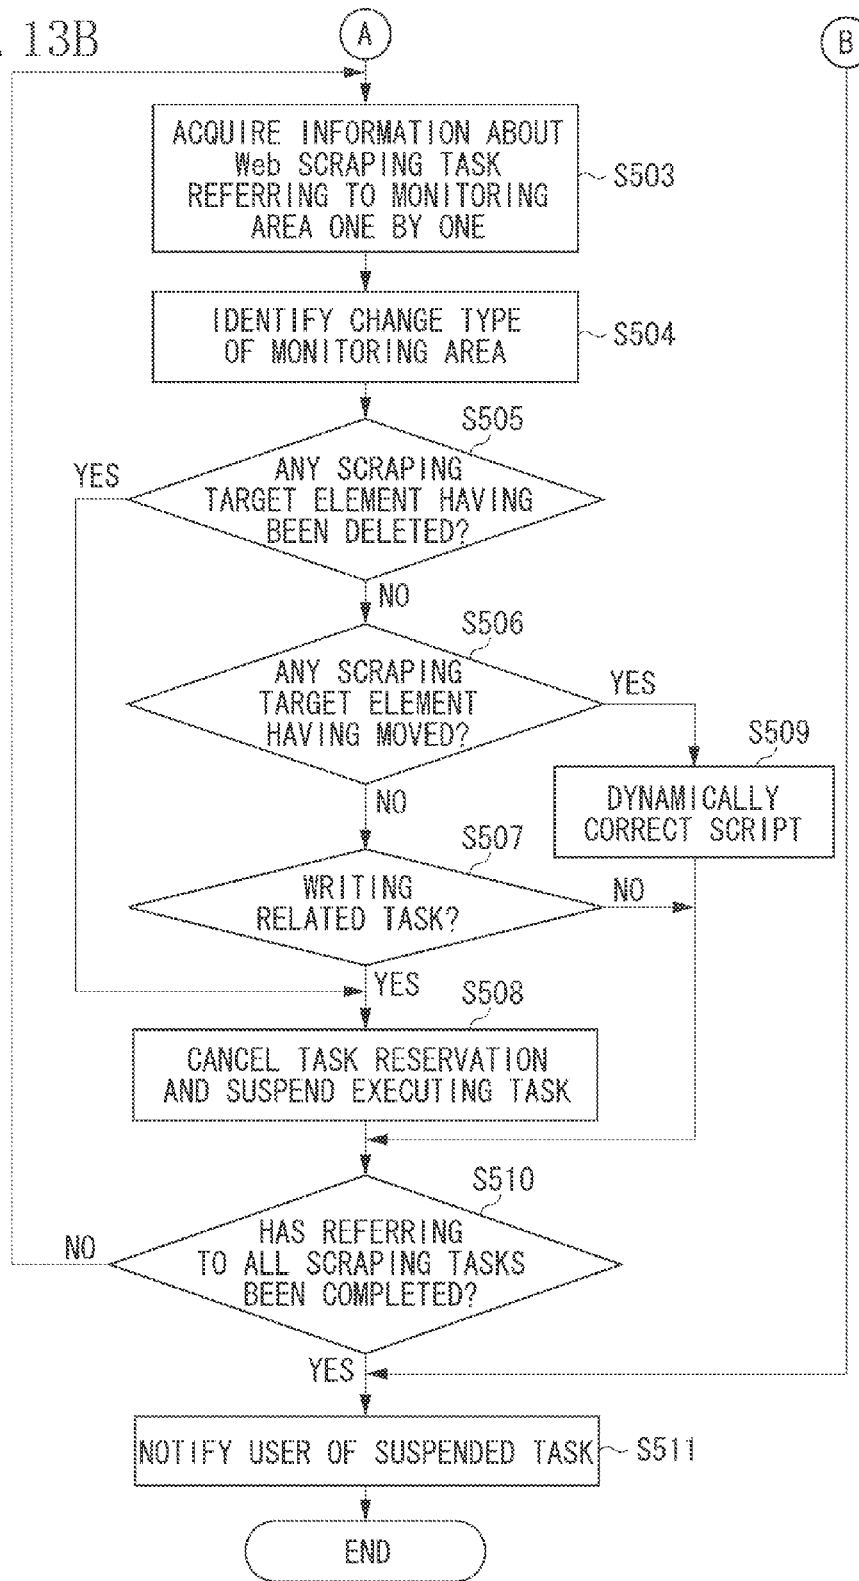 . 13B
A
B
ACQUIRE INFORMATION ABOUT
Web SCRAPING TASK
REFERRING TO MONITORING
AREA ONE BY ONE
S503
IDENTIFY CHANGE TYPE
OF MONITORING AREA
S504
S505
YES
ANY SCRAPING
TARGET ELEMENT HAVING
BEEN DELETED?
NO
S506
ANY SCRAPING
TARGET ELEMENT
HAVING MOVED?
YES
S509
DYNAMICALLY
CORRECT SCRIPT
NO
S507
WRITING
RELATED TASK?
NO
YES
S508
CANCEL TASK RESERVATION
AND SUSPEND EXECUTING TASK
S510
HAS REFERRING
TO ALL SCRAPING TASKS
BEEN COMPLETED?
NO
YES
NOTIFY USER OF SUSPENDED TASK
S511
END